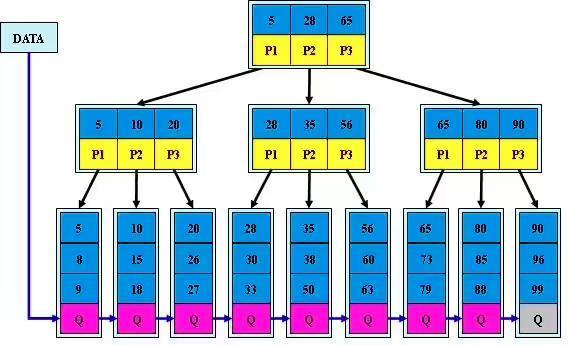 5 28 65
DATA
P1 P2 P3
5 10 20 28 35 56 65 80 90
P1 P2 P3 P1 P2 P3 P1 P2 P3
5 10 20 28 35 56 65 80 90
8 15 26 30 38 60 73 85 96
9 18 27 33 50 63 79 88 99
Q Q Q Q Q Q Q Q Q